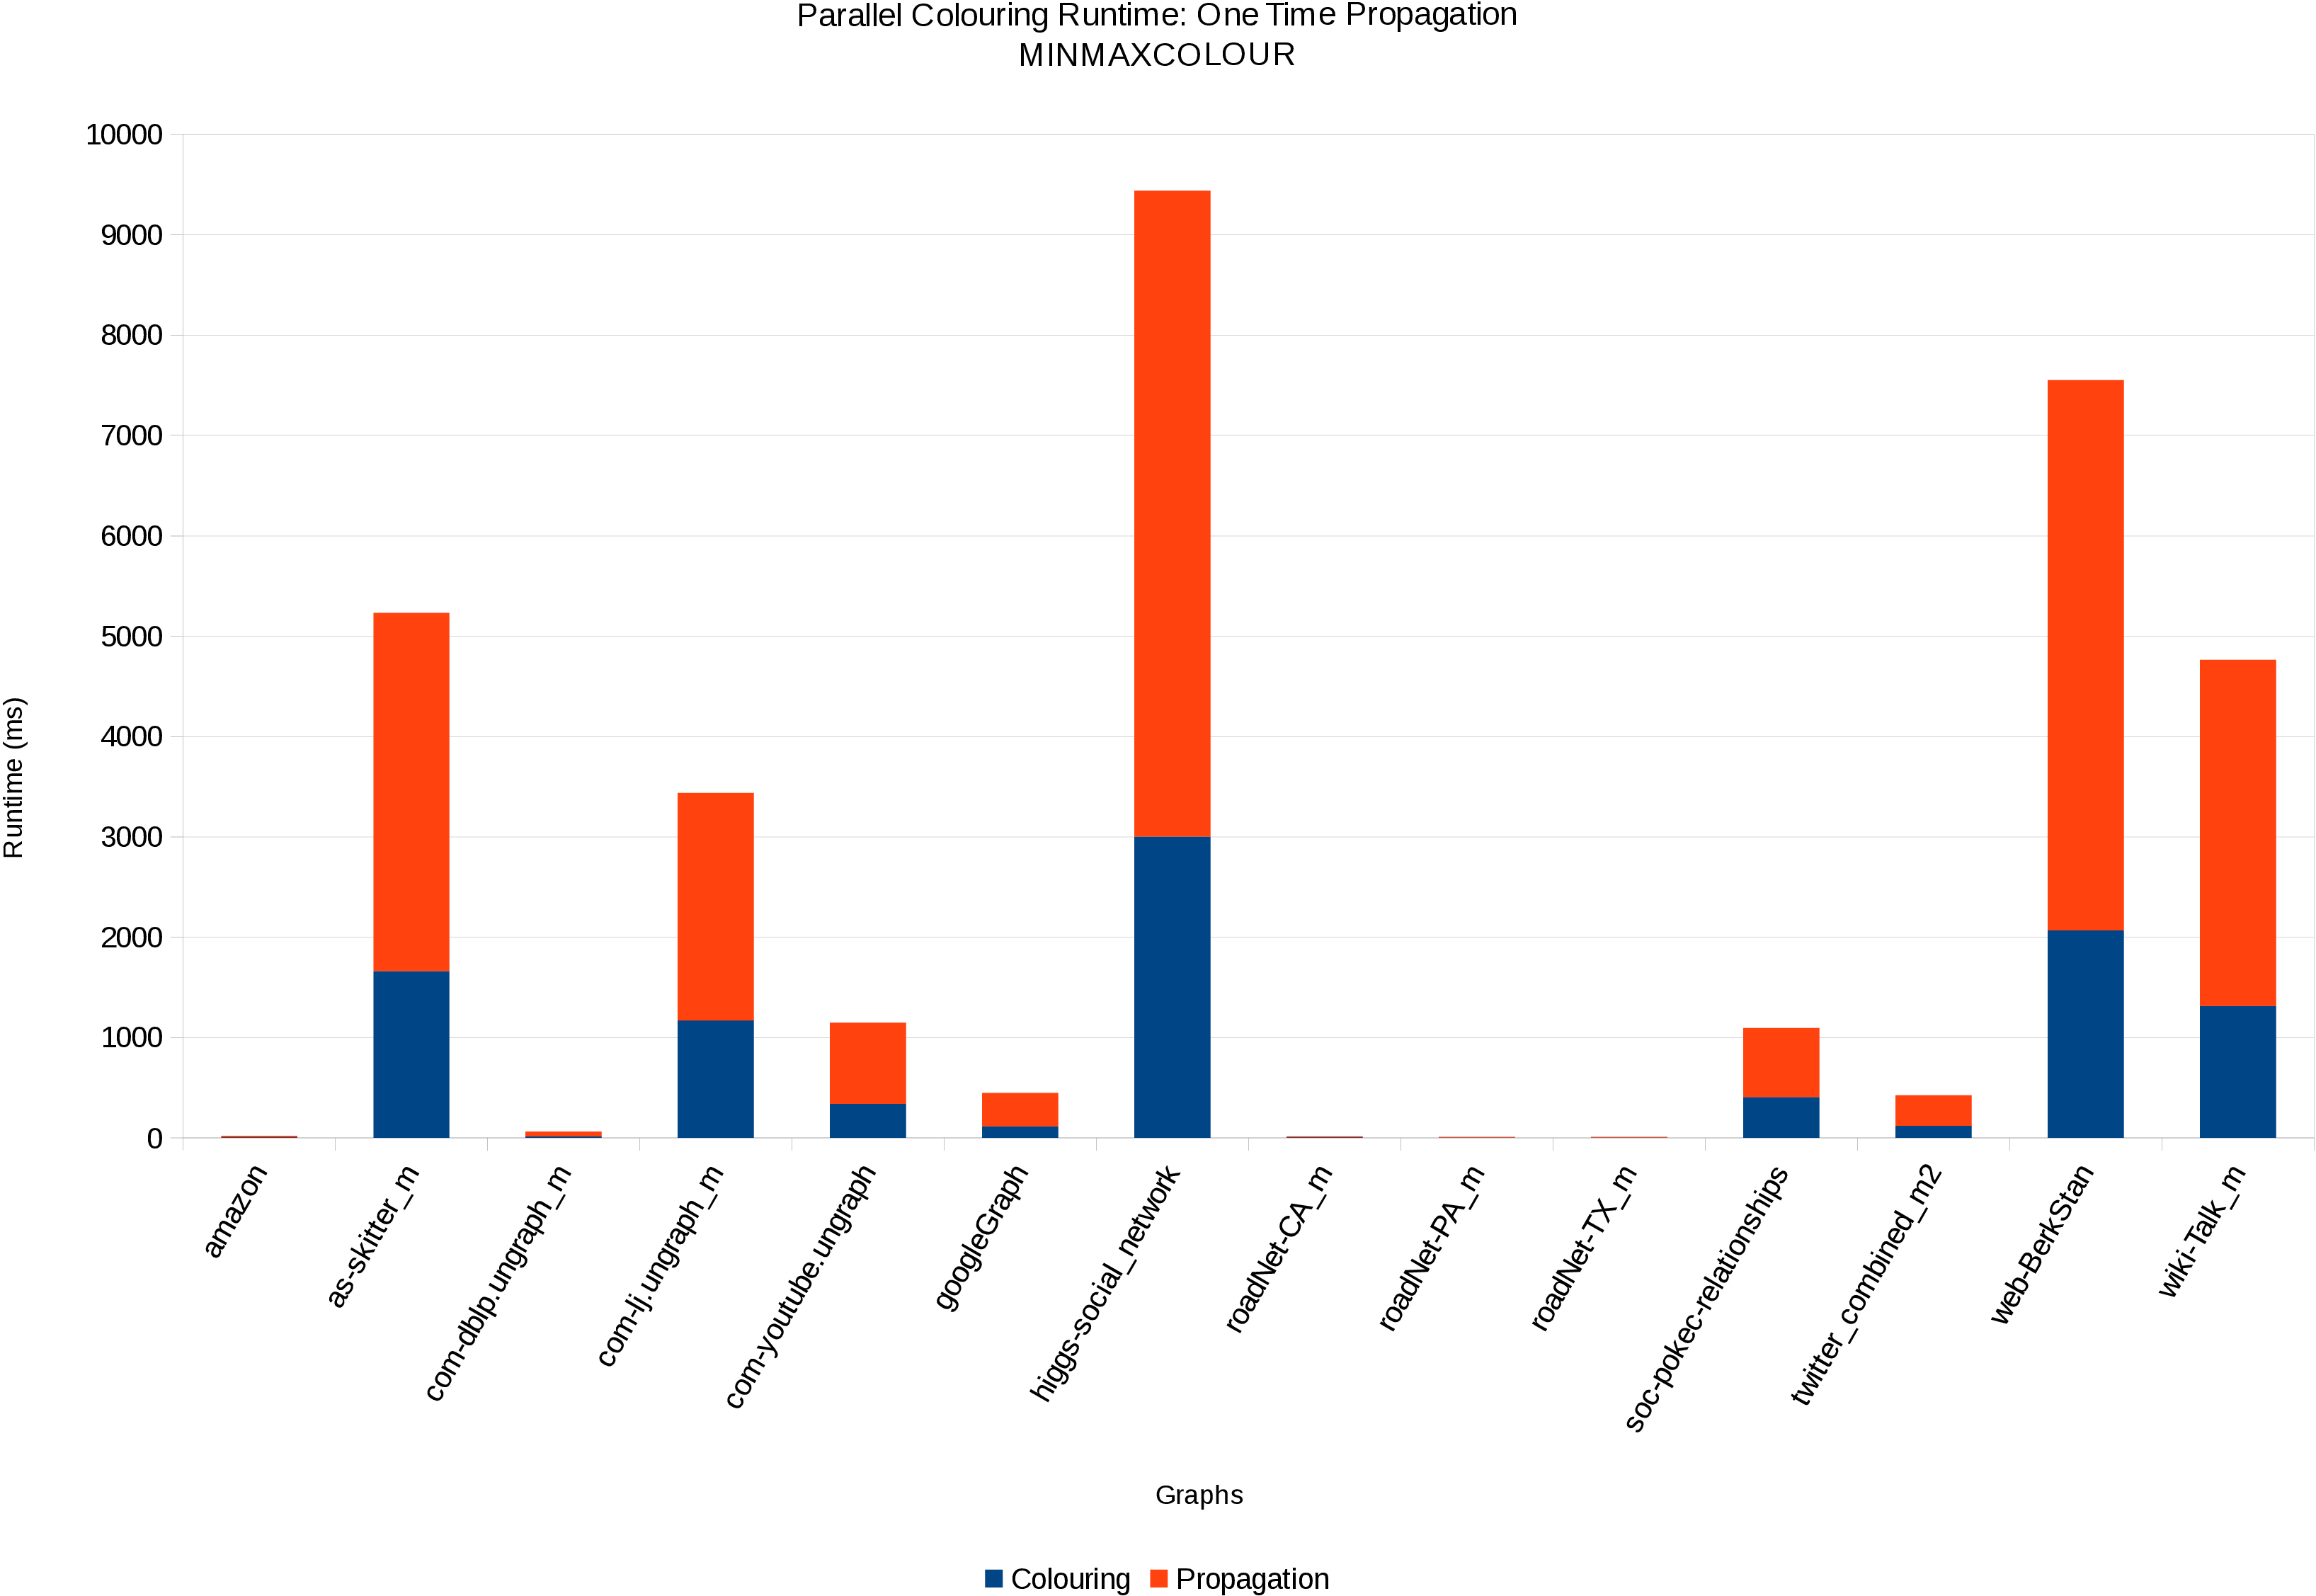 Parallel Colouring Runtime: One Time Propagation
MINMAXCOLOUR
10000
9000
8000
7000
6000
5000
4000
3000
2000
1000
0
Runtime (ms)
amazon
as-skitter_m
com-dblp.ungraph_m
com-lj.ungraph_m
com-youtube.ungraph
googleGraph
higgs-social_network
roadNet-CA_m
roadNet-PA_m
roadNet-TX_m
soc-pokec-relationships
twitter_combined_m2
web-BerkStan
wiki-Talk_m
Graphs
Colouring Propagation